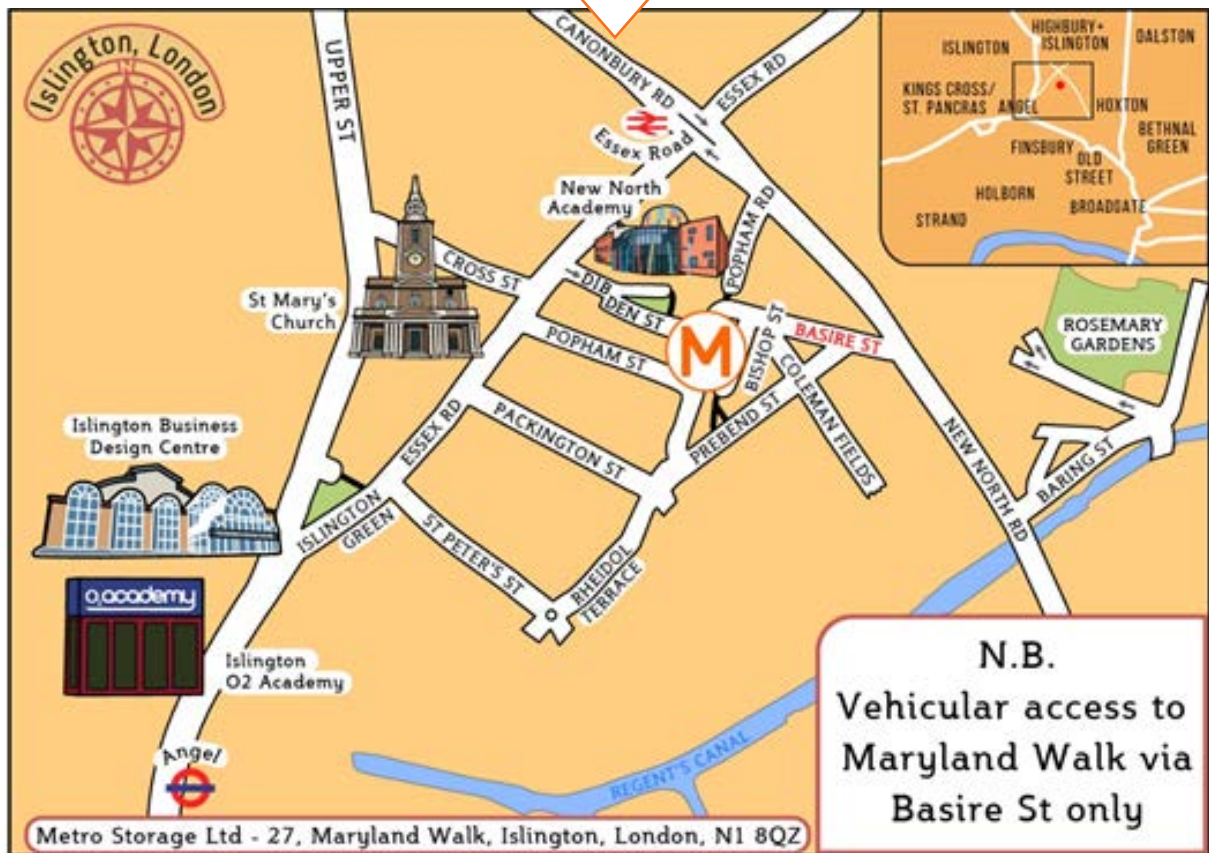 Islington, London
N
UPPER ST
CANONBURY RD
ESSEX RD
Essex Road
HIGHBURY+
ISLINGTON
ISLINGTON
DALSTON
KINGS CROSS/
ST. PANCRAS
ANGEL
HOXTON
BETHNAL
GREEN
FINSBURY
OLD
STREET
HOLBORN
BROADGATE
STRAND
New North
Academy
POPHAM RD
CROSS ST
St Mary's
Church
DIB
DEN ST
M
BISHOP ST
BASIRE ST
ROSEMARY
GARDENS
POPHAM ST
COLEMAN FIELDS
PREBEND ST
ESSEX RD
PACKINGTON ST
NEW NORTH RD
BARING ST
Islington Business
Design Centre
ISLINGTON
GREEN
ST PETER'S ST
RHEIDOL
TERRACE
O2 academy
Islington
O2 Academy
Angel
REGENT'S CANAL
N.B.
Vehicular access to
Maryland Walk via
Basire St only
Metro Storage Ltd - 27, Maryland Walk, Islington, London, N1 8QZ